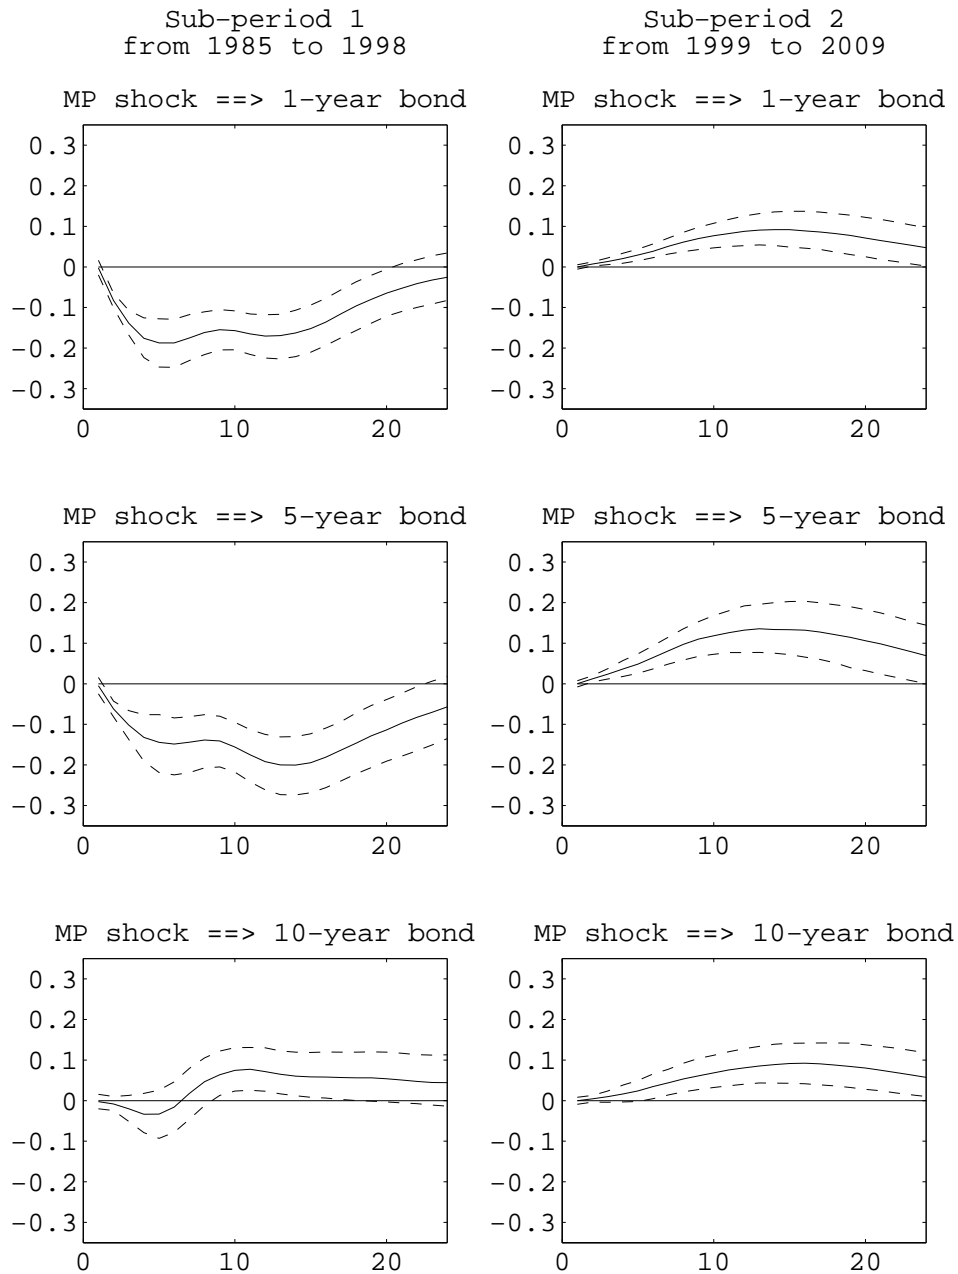 Sub-period 1
from 1985 to 1998
Sub-period 2
from 1999 to 2009
MP shock ==> 1-year bond
0.3
0.2
0.1
0
-0.1
-0.2
-0.3
0 10 20
MP shock ==> 1-year bond
0.3
0.2
0.1
0
-0.1
-0.2
-0.3
0 10 20
MP shock ==> 5-year bond
0.3
0.2
0.1
0
-0.1
-0.2
-0.3
0 10 20
MP shock ==> 5-year bond
0.3
0.2
0.1
0
-0.1
-0.2
-0.3
0 10 20
MP shock ==> 10-year bond
0.3
0.2
0.1
0
-0.1
-0.2
-0.3
0 10 20
MP shock ==> 10-year bond
0.3
0.2
0.1
0
-0.1
-0.2
-0.3
0 10 20